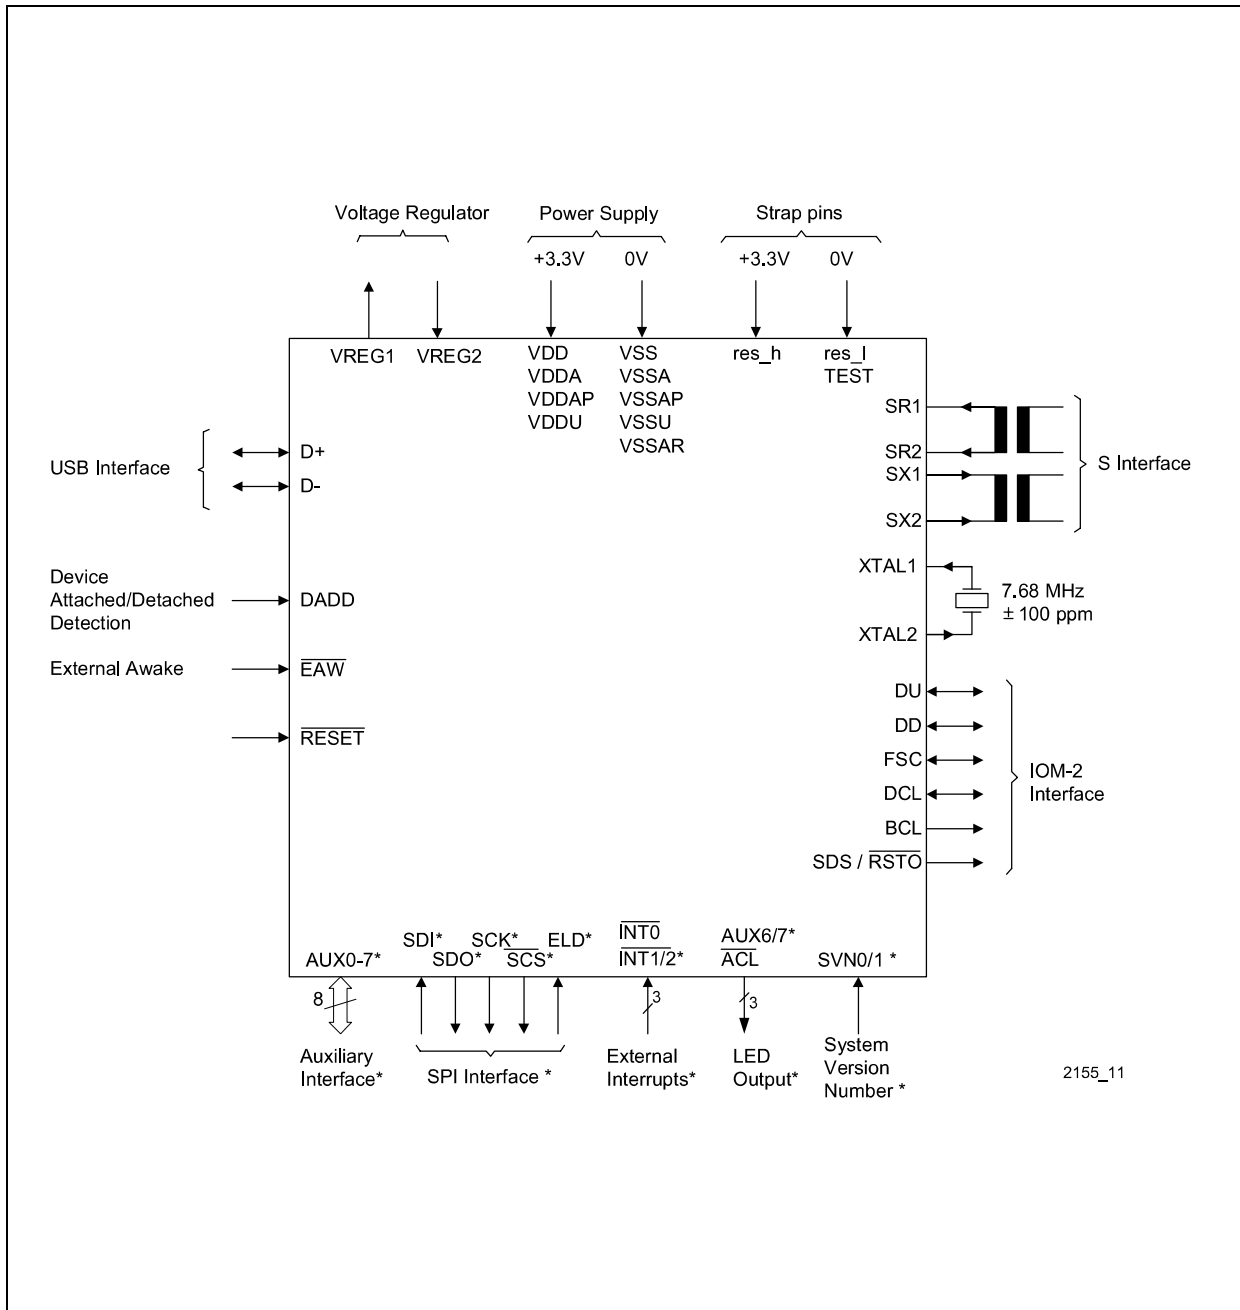 Voltage Regulator
Power Supply
Strap pins
+3.3V 0V
+3.3V 0V
VREG1 VREG2
VDD
VDDA
VDDAP
VDDU
VSS
VSSA
VSSAP
VSSU
VSSAR
res_h
res_l
TEST
USB Interface
D+
D-
Device
Attached/Detached
Detection
DADD
External Awake
EAW
RESET
SR1
SR2
SX1
SX2
S Interface
XTAL1
XTAL2
7.68 MHz
± 100 ppm
DU
DD
FSC
DCL
BCL
SDS / RSTO
IOM-2
Interface
AUX0-7*
SDI*
SDO*
SCK*
SCS*
ELD*
INT0
INT1/2*
AUX6/7*
ACL
SVN0/1 *
8
3
3
Auxiliary
Interface*
SPI Interface *
External
Interrupts*
LED
Output*
System
Version
Number *
2155_11